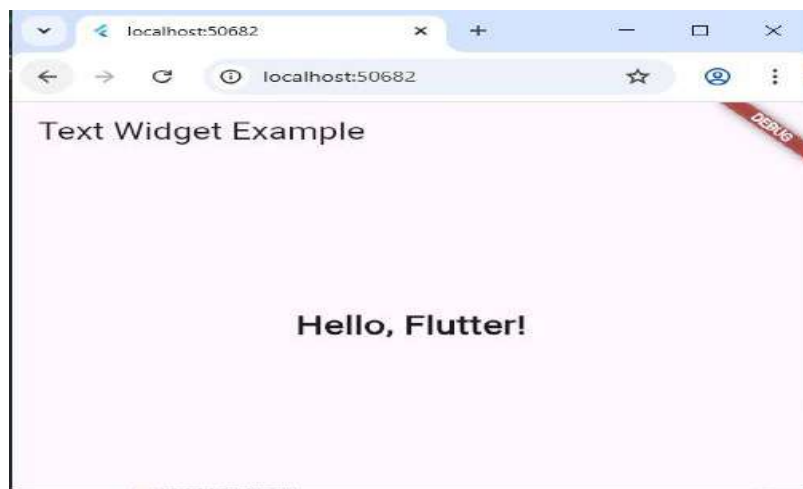 localhost:50682
localhost:50682
Text Widget Example
DEBUG
Hello, Flutter!